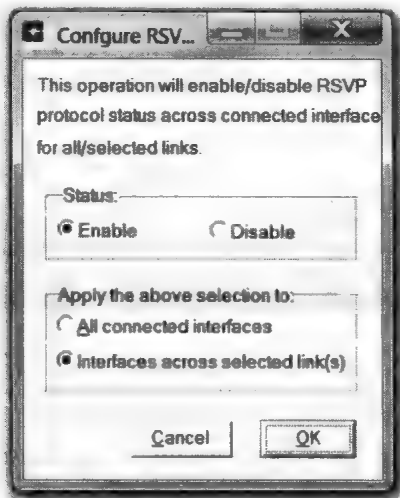 Confgure RSV...
This operation will enable/disable RSVP
protocol status across connected interface
for all/selected links.
Status:
Enable Disable
Apply the above selection to:
All connected interfaces
Interfaces across selected link(s)
Cancel OK